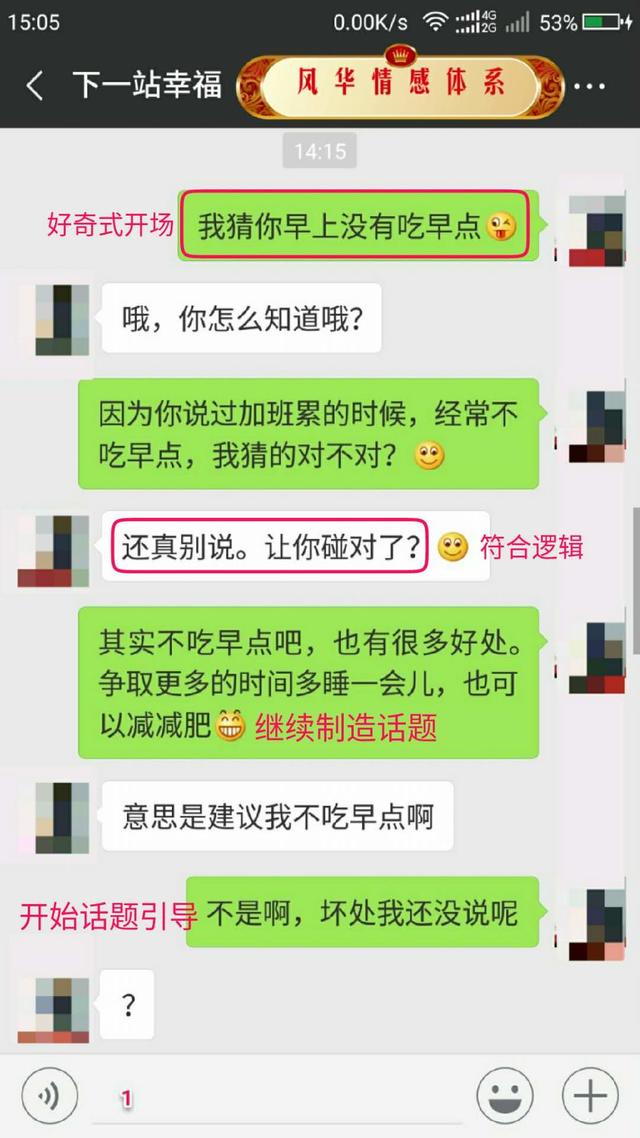 15:05
0.00K/s 4G 2G 53%
下一站幸福
风华情感体系
14:15
好奇式开场
我猜你早上没有吃早点
哦，你怎么知道哦？
因为你说过加班累的时候，经常不
吃早点，我猜的对不对？
还真别说。让你碰对了？
符合逻辑
其实不吃早点吧，也有很多好处。
争取更多的时间多睡一会儿，也可
以减减肥
继续制造话题
意思是建议我不吃早点啊
开始话题引导
不是啊，坏处我还没说呢
？
1